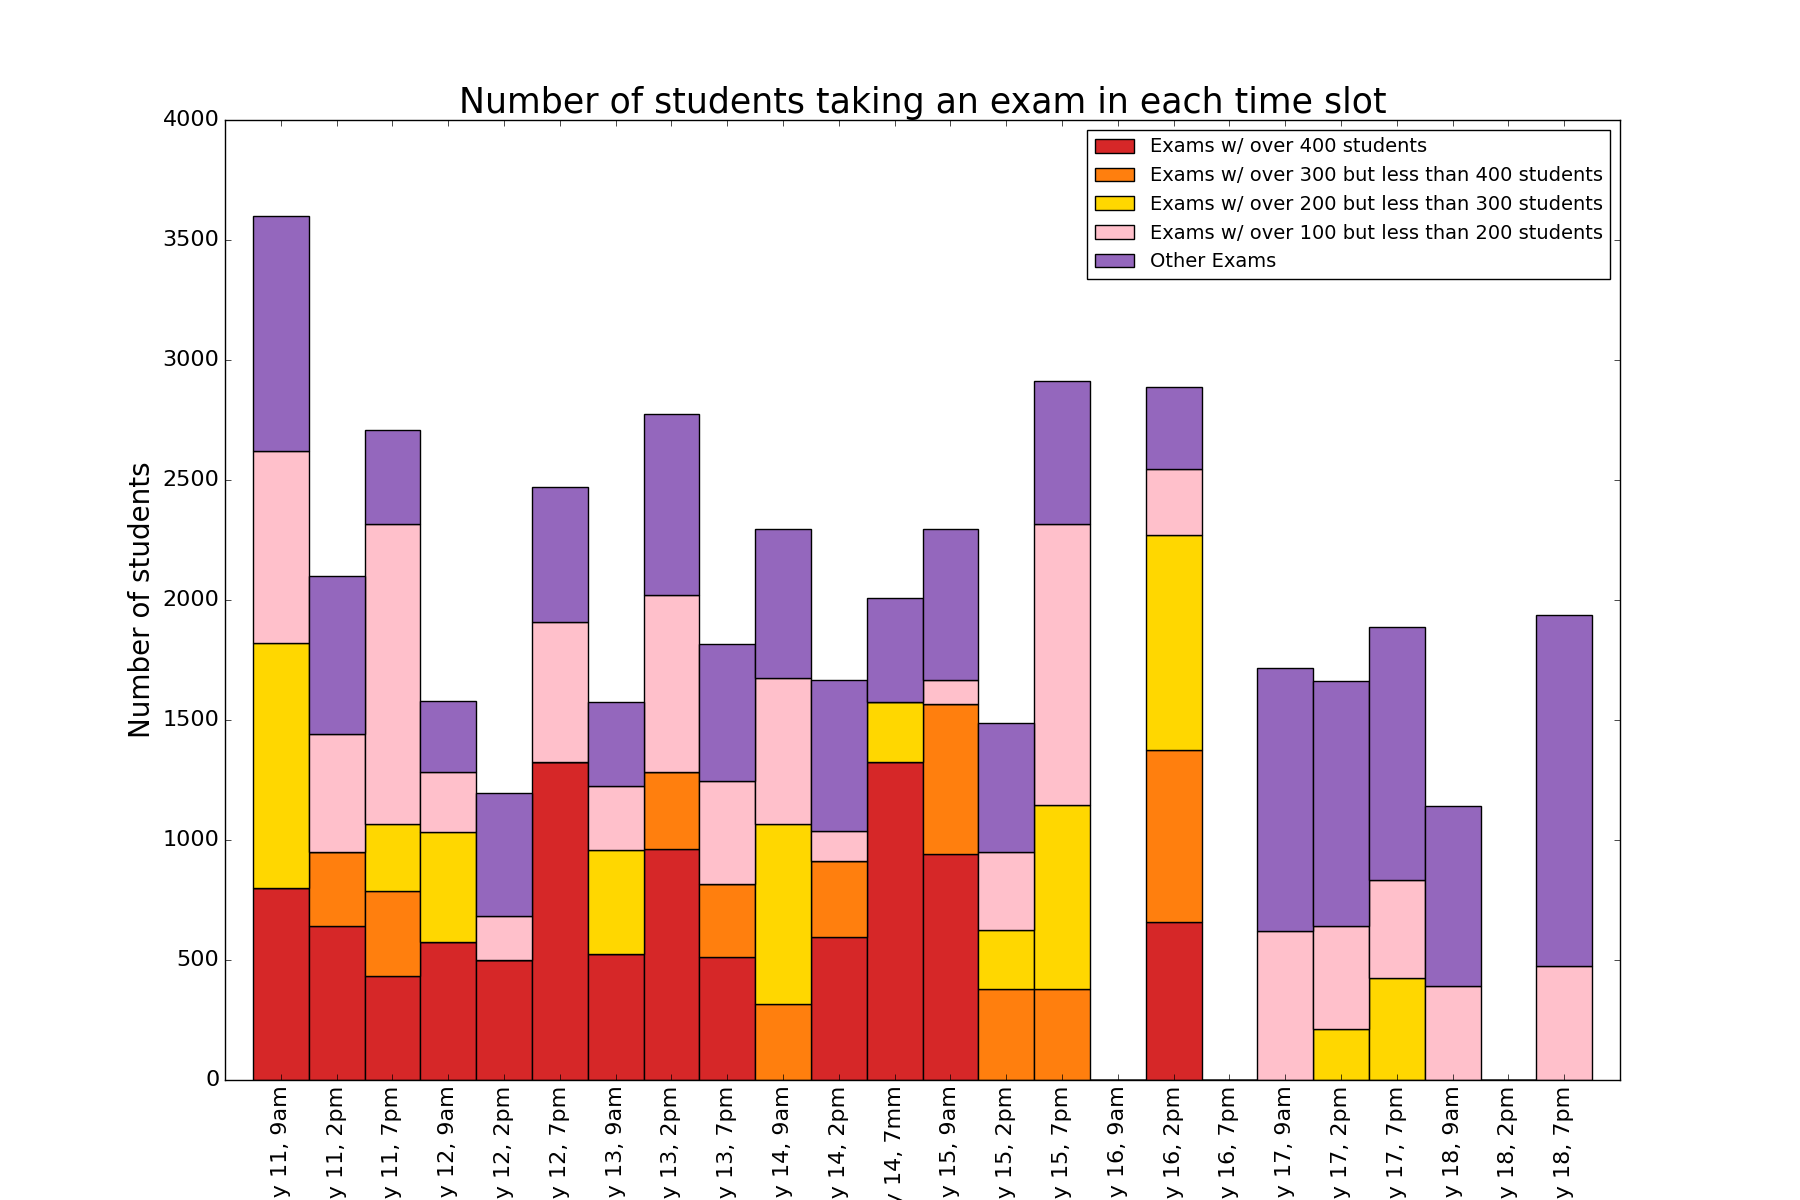 Number of students taking an exam in each time slot
Exams w/ over 400 students
Exams w/ over 300 but less than 400 students
Exams w/ over 200 but less than 300 students
Exams w/ over 100 but less than 200 students
Other Exams
Number of students
4000
3500
3000
2500
2000
1500
1000
500
0
y 11, 9am
y 11, 2pm
y 11, 7pm
y 12, 9am
y 12, 2pm
y 12, 7pm
y 13, 9am
y 13, 2pm
y 13, 7pm
y 14, 9am
y 14, 2pm
y 14, 7mm
y 15, 9am
y 15, 2pm
y 15, 7pm
y 16, 9am
y 16, 2pm
y 16, 7pm
y 17, 9am
y 17, 2pm
y 17, 7pm
y 18, 9am
y 18, 2pm
y 18, 7pm